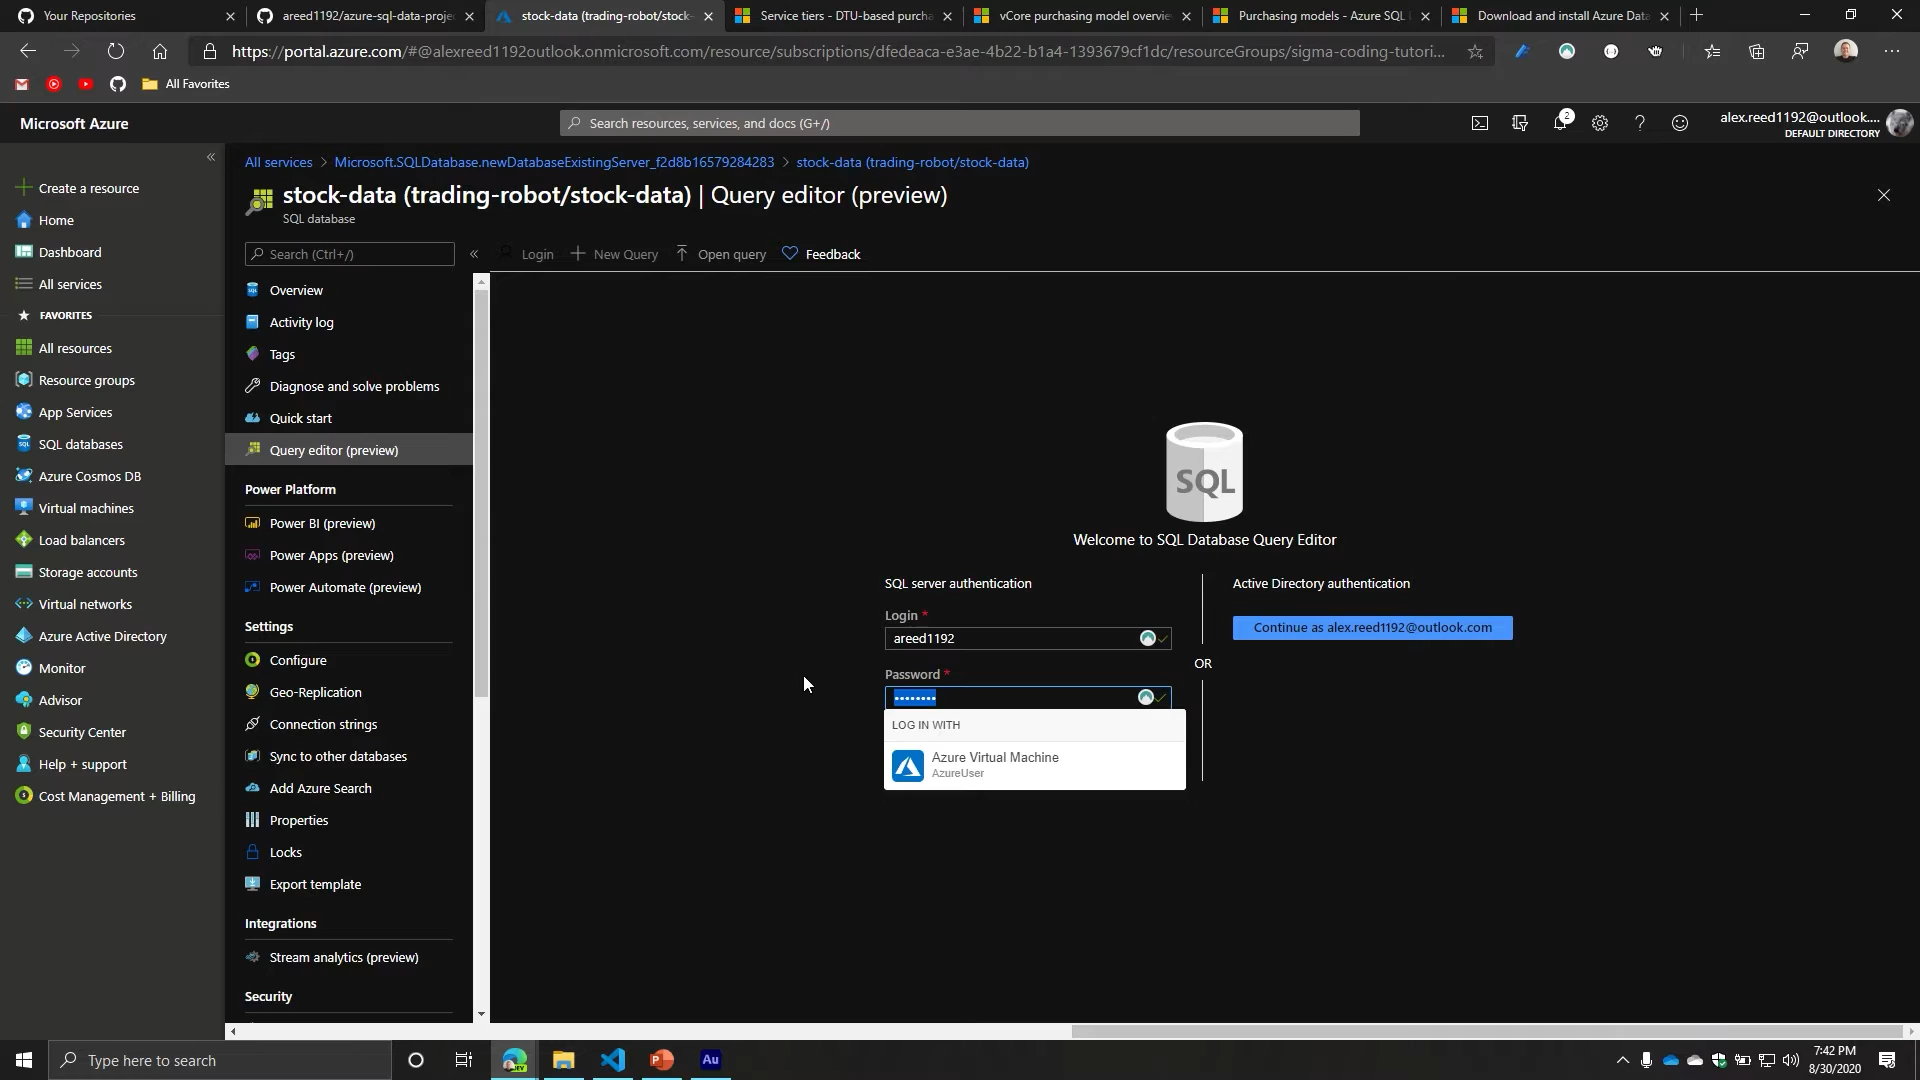 Your Repositories
areed1192/azure-sql-data-projec
stock-data (trading-robot/stock-
Service tiers - DTU-based purcha
vCore purchasing model overvie
Purchasing models - Azure SQL
Download and install Azure Data
https://portal.azure.com/#@alexreed1192outlook.onmicrosoft.com/resource/subscriptions/dfedeaca-e3ae-4b22-b1a4-1393679cf1dc/resourceGroups/sigma-coding-tutori...
All Favorites
Microsoft Azure
Search resources, services, and docs (G+/)
2
alex.reed1192@outlook....
DEFAULT DIRECTORY
All services > Microsoft.SQLDatabase.newDatabaseExistingServer_f2d8b16579284283 > stock-data (trading-robot/stock-data)
stock-data (trading-robot/stock-data) | Query editor (preview)
SQL database
Create a resource
Home
Dashboard
All services
FAVORITES
All resources
Resource groups
App Services
SQL databases
Azure Cosmos DB
Virtual machines
Load balancers
Storage accounts
Virtual networks
Azure Active Directory
Monitor
Advisor
Security Center
Help + support
Cost Management + Billing
Search (Ctrl+/)
Overview
Activity log
Tags
Diagnose and solve problems
Quick start
Query editor (preview)
Power Platform
Power BI (preview)
Power Apps (preview)
Power Automate (preview)
Settings
Configure
Geo-Replication
Connection strings
Sync to other databases
Add Azure Search
Properties
Locks
Export template
Integrations
Stream analytics (preview)
Security
Login
New Query
Open query
Feedback
SQL
Welcome to SQL Database Query Editor
SQL server authentication
Login *
areed1192
Password *
••••••••
LOG IN WITH
Azure Virtual Machine
AzureUser
OR
Active Directory authentication
Continue as alex.reed1192@outlook.com
Type here to search
Au
7:42 PM
8/30/2020